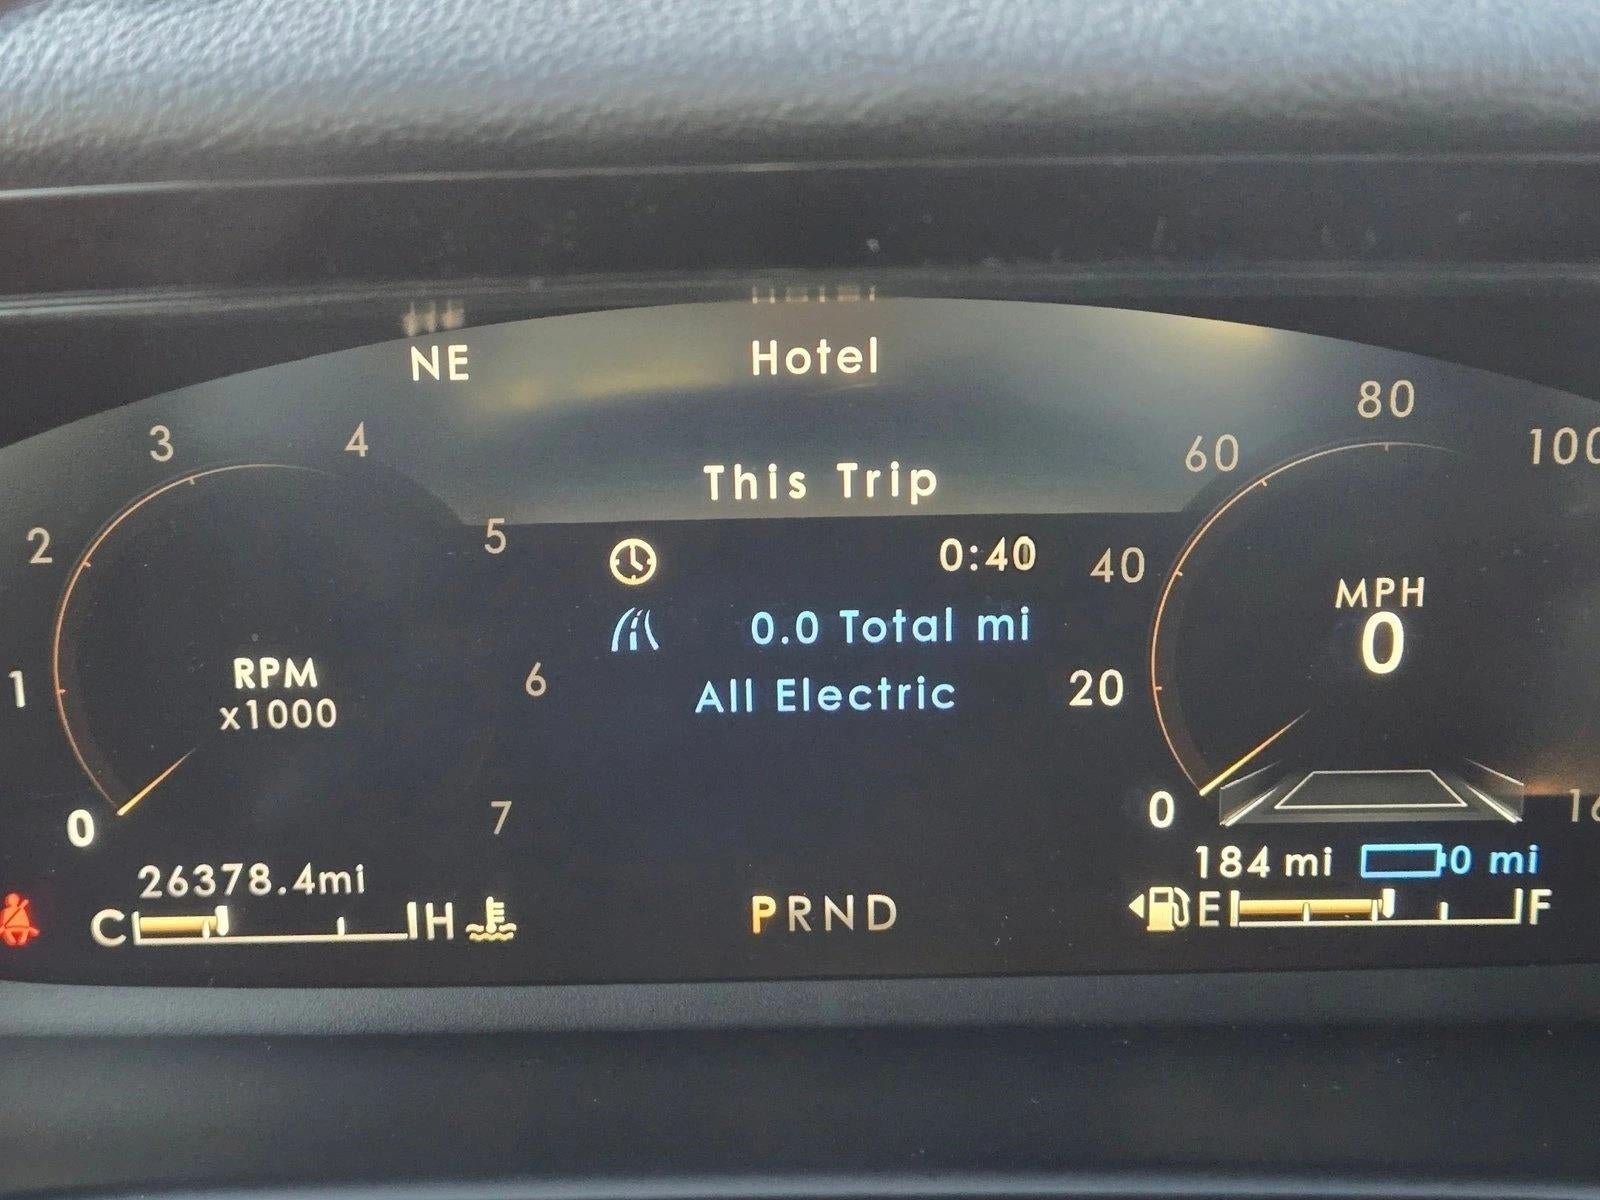 NE
Hotel
This Trip
0:40
0.0 Total mi
All Electric
0 1 2 3 4 5 6 7
RPM
x1000
0 20 40 60 80 100
MPH
0
26378.4mi
C H
PRND
184 mi
0 mi
E F